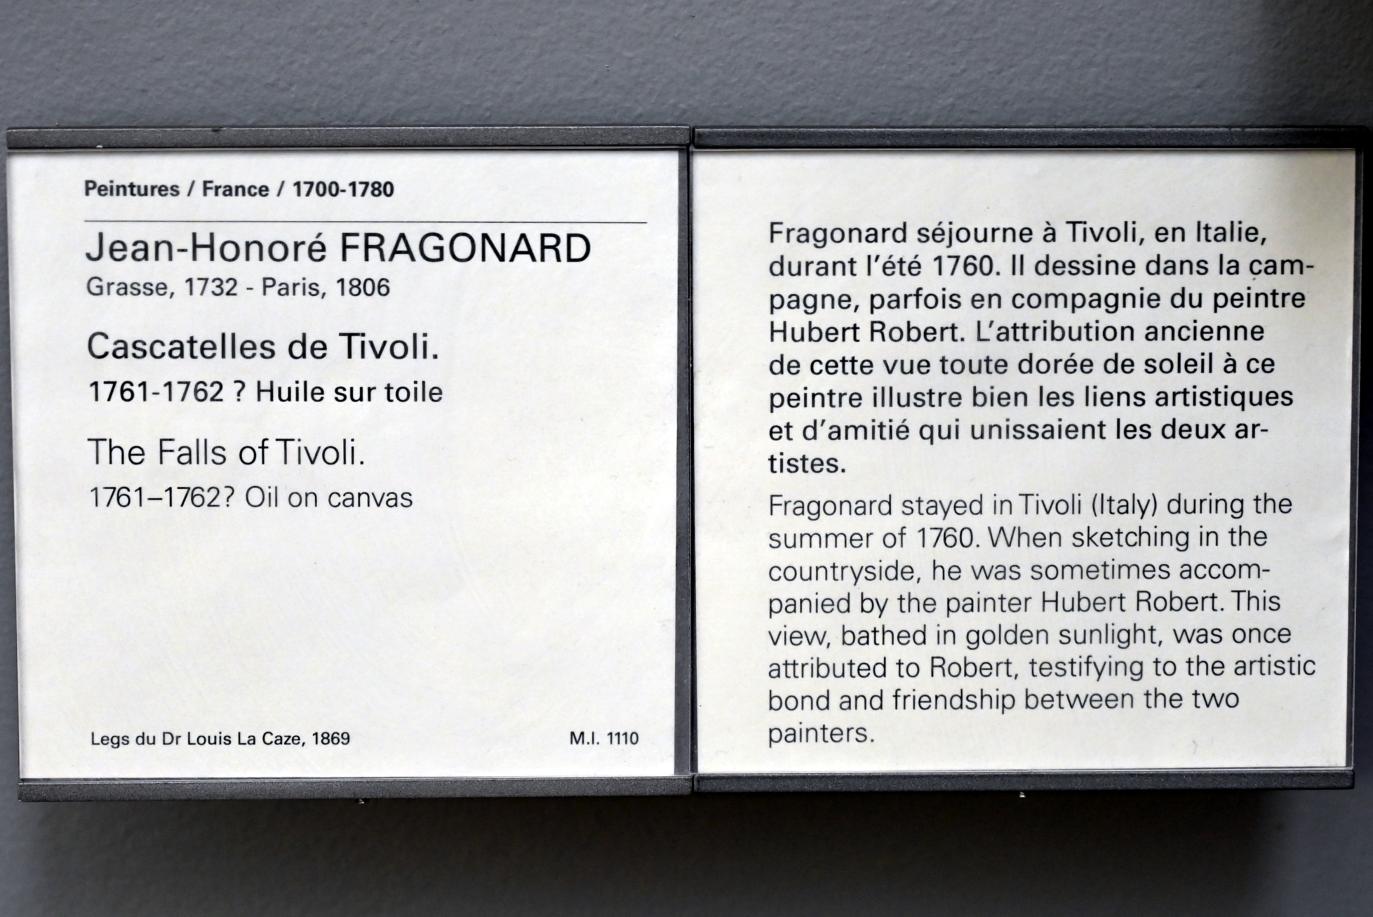 Peintures / France / 1700-1780
Jean-Honoré FRAGONARD
Grasse, 1732 - Paris, 1806
Cascatelles de Tivoli.
1761-1762 ? Huile sur toile
The Falls of Tivoli.
1761–1762? Oil on canvas
Legs du Dr Louis La Caze, 1869
M.I. 1110
Fragonard séjourne à Tivoli, en Italie,
durant l'été 1760. Il dessine dans la cam-
pagne, parfois en compagnie du peintre
Hubert Robert. L'attribution ancienne
de cette vue toute dorée de soleil à ce
peintre illustre bien les liens artistiques
et d'amitié qui unissaient les deux ar-
tistes.
Fragonard stayed in Tivoli (Italy) during the
summer of 1760. When sketching in the
countryside, he was sometimes accom-
panied by the painter Hubert Robert. This
view, bathed in golden sunlight, was once
attributed to Robert, testifying to the artistic
bond and friendship between the two
painters.